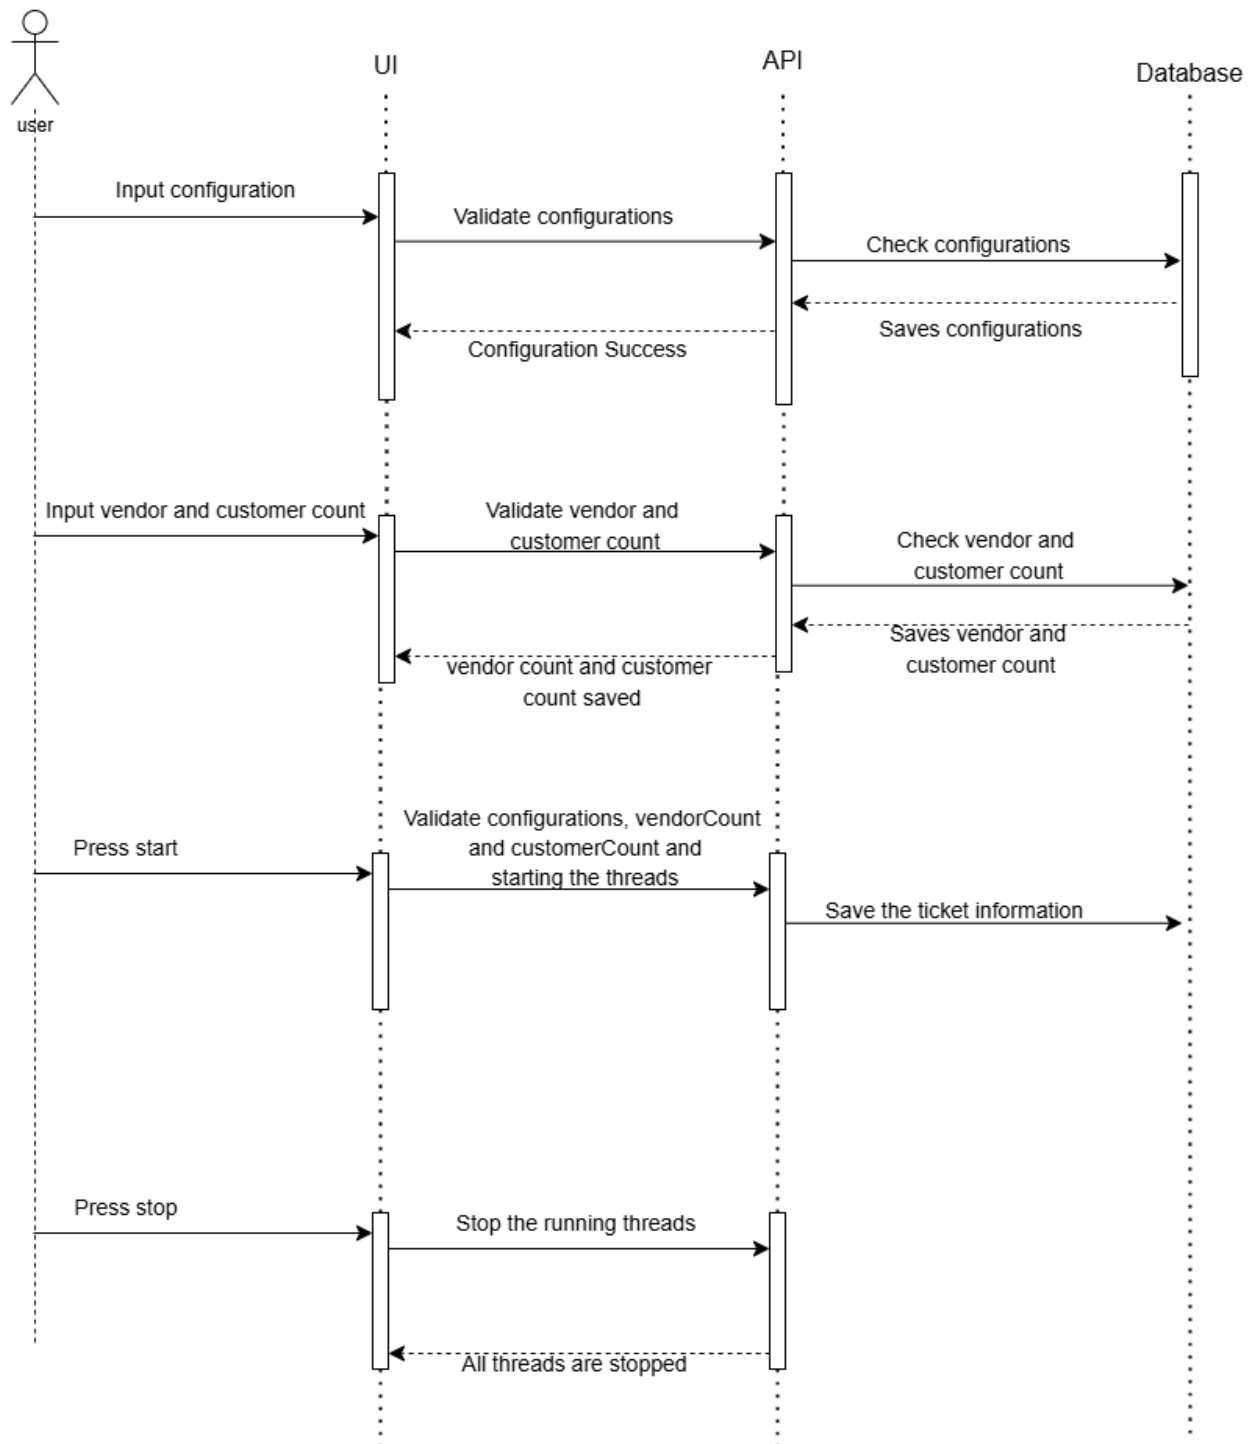 user
UI
API
Database
Input configuration
Validate configurations
Check configurations
Saves configurations
Configuration Success
Input vendor and customer count
Validate vendor and
customer count
Check vendor and
customer count
Saves vendor and
customer count
vendor count and customer
count saved
Press start
Validate configurations, vendorCount
and customerCount and
starting the threads
Save the ticket information
Press stop
Stop the running threads
All threads are stopped